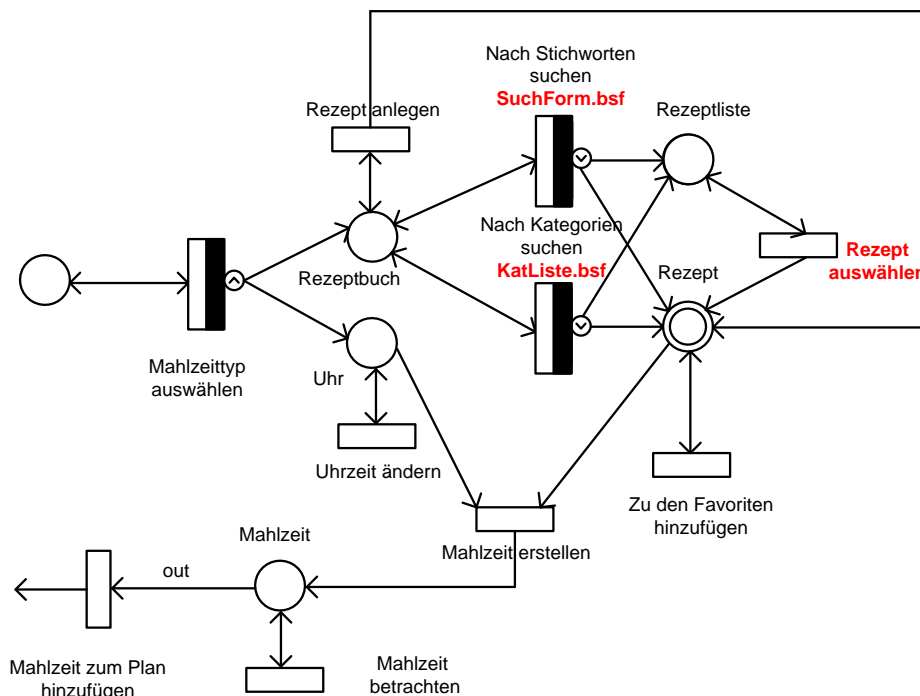 Nach Stichworten
suchen
SuchForm.bsf
Rezept anlegen
Rezeptliste
Nach Kategorien
suchen
KatListe.bsf
Rezeptbuch
Rezept
Rezept
auswählen
Mahlzeittyp
auswählen
Uhr
Uhrzeit ändern
Zu den Favoriten
hinzufügen
Mahlzeit erstellen
Mahlzeit
out
Mahlzeit zum Plan
hinzufügen
Mahlzeit
betrachten